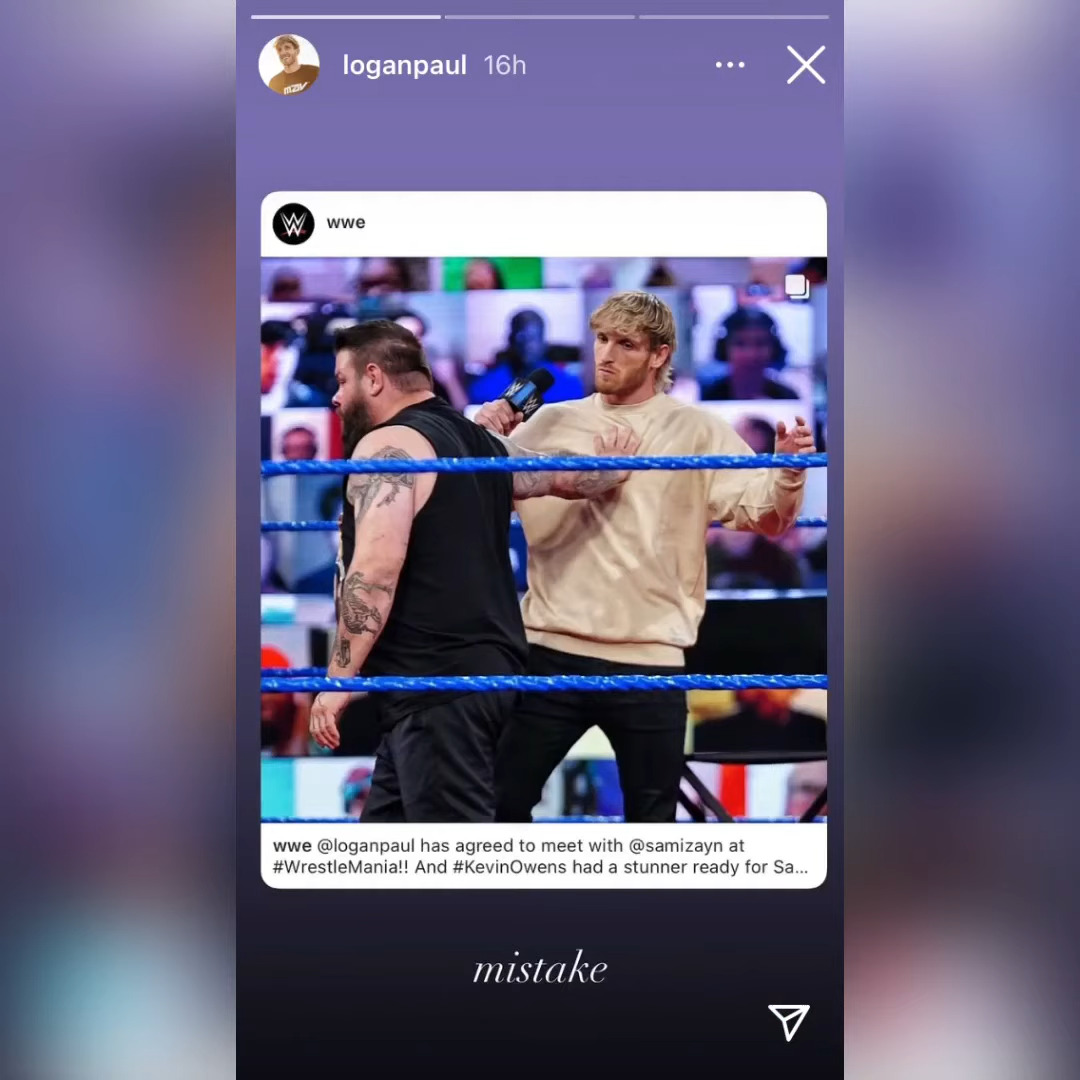 loganpaul 16h
wwe
wwe @loganpaul has agreed to meet with @samizayn at
#WrestleMania!! And #KevinOwens had a stunner ready for Sa...
mistake